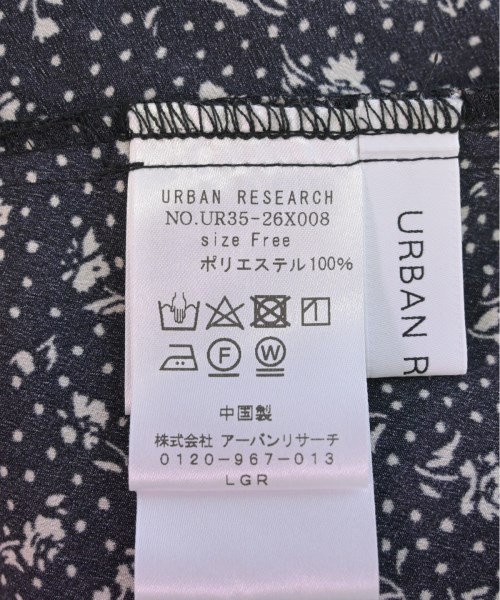 URBAN RESEARCH
NO.UR35-26X008
size Free
ポリエステル100%
F
W
中国製
株式会社 アーバンリサーチ
0120-967-013
LGR
URBAN R